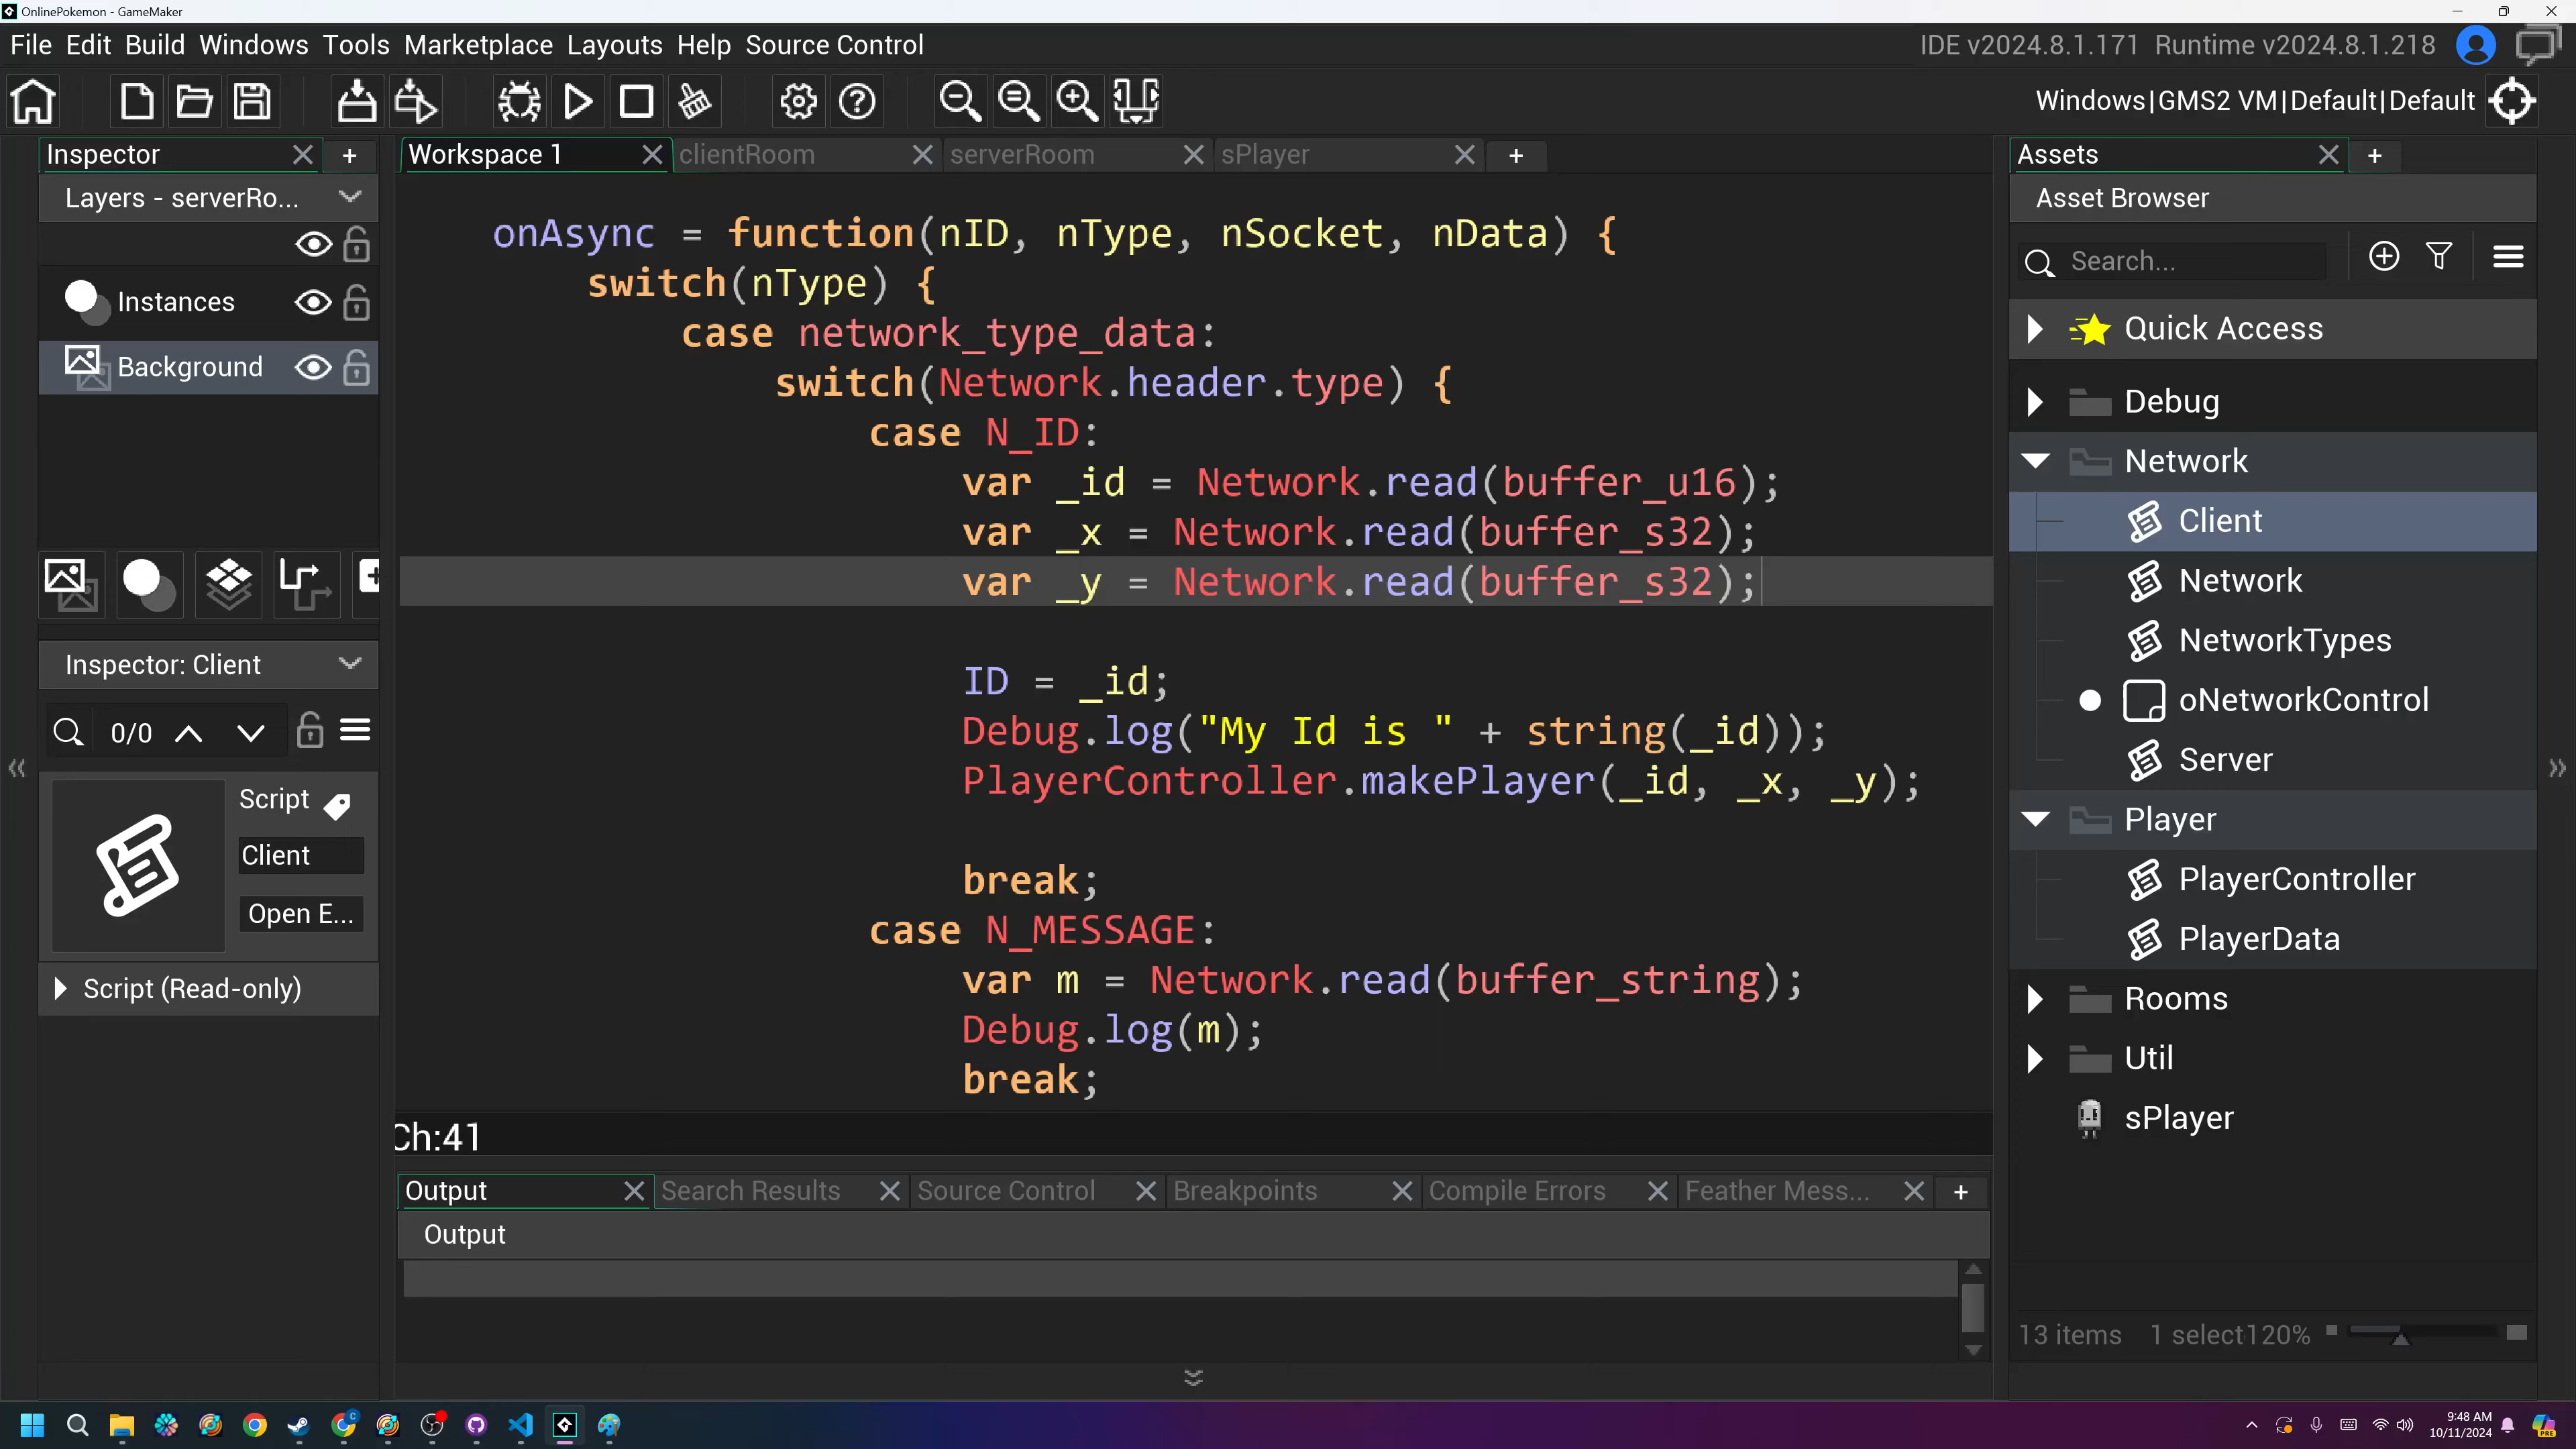 OnlinePokemon - GameMaker
File Edit Build Windows Tools Marketplace Layouts Help Source Control
IDE v2024.8.1.171 Runtime v2024.8.1.218
Windows|GMS2 VM|Default|Default
Inspector
Layers - serverRo...
Instances
Background
Inspector: Client
0/0
Script
Client
Open E...
Script (Read-only)
Workspace 1
clientRoom
serverRoom
sPlayer
onAsync = function(nID, nType, nSocket, nData) {
switch(nType) {
case network_type_data:
switch(Network.header.type) {
case N_ID:
var _id = Network.read(buffer_u16);
var _x = Network.read(buffer_s32);
var _y = Network.read(buffer_s32);
ID = _id;
Debug.log("My Id is " + string(_id));
PlayerController.makePlayer(_id, _x, _y);
break;
case N_MESSAGE:
var m = Network.read(buffer_string);
Debug.log(m);
break;
Ch:41
Output
Search Results
Source Control
Breakpoints
Compile Errors
Feather Mess...
Output
Assets
Asset Browser
Search...
Quick Access
Debug
Network
Client
Network
NetworkTypes
oNetworkControl
Server
Player
PlayerController
PlayerData
Rooms
Util
sPlayer
13 items 1 select 120%
9:48 AM
10/11/2024
PRE